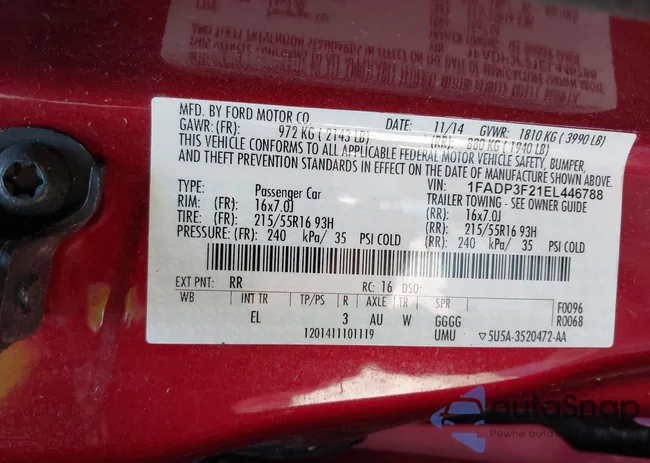 MFD. BY FORD MOTOR CO.
DATE: 11/14 GVWR: 1810 KG ( 3990 LB)
GAWR: (FR): 972 KG ( 2143 LB) (RR): 880 KG ( 1940 LB)
THIS VEHICLE CONFORMS TO ALL APPLICABLE FEDERAL MOTOR VEHICLE SAFETY, BUMPER,
AND THEFT PREVENTION STANDARDS IN EFFECT ON THE DATE OF MANUFACTURE SHOWN ABOVE.
VIN: 1FADP3F21EL446788
TYPE: Passenger Car TRAILER TOWING - SEE OWNER GUIDE
RIM: (FR): 16x7.0J (RR): 16x7.0J
TIRE: (FR): 215/55R16 93H (RR): 215/55R16 93H
PRESSURE: (FR): 240 kPa/ 35 PSI COLD (RR): 240 kPa/ 35 PSI COLD
EXT PNT: RR RC: 16 DSO:
WB INT TR TP/PS R AXLE TR SPR F0096
EL 3 AU W GGGG R0068
1201411101119 UMU ▽5U5A-3520472-AA
autoSnap
Pewne auto